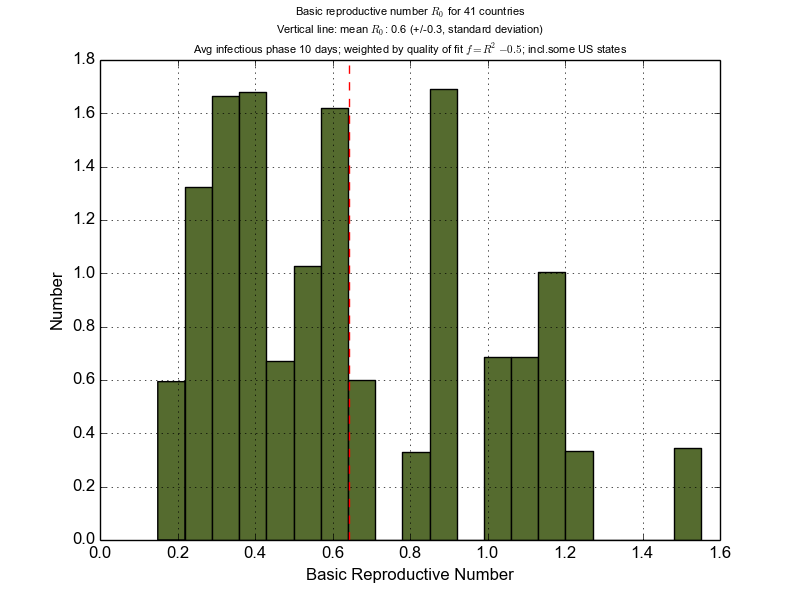 Basic reproductive number R₀ for 41 countries
Vertical line: mean R₀: 0.6 (+/-0.3, standard deviation)
Avg infectious phase 10 days; weighted by quality of fit f=R² −0.5; incl.some US states
1.8
1.6
1.4
1.2
1.0
0.8
0.6
0.4
0.2
0.0
Number
0.0 0.2 0.4 0.6 0.8 1.0 1.2 1.4 1.6
Basic Reproductive Number